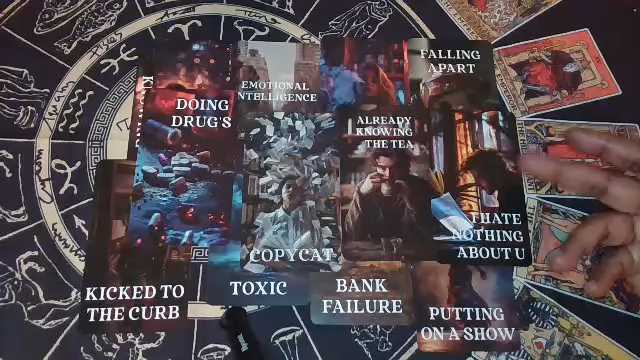 EMOTIONAL
INTELLIGENCE
FALLING
APART
DOING
DRUG'S
ALREADY
KNOWING
THE TEA
COPYCAT
I HATE
NOTHING
ABOUT U
KICKED TO
THE CURB
TOXIC
BANK
FAILURE
PUTTING
ON A SHOW